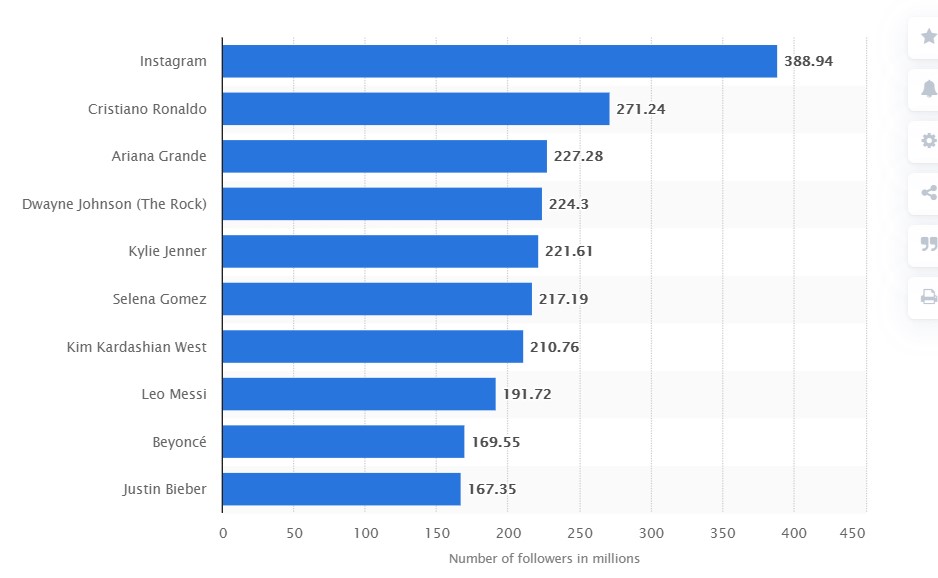 Instagram 388.94
Cristiano Ronaldo 271.24
Ariana Grande 227.28
Dwayne Johnson (The Rock) 224.3
Kylie Jenner 221.61
Selena Gomez 217.19
Kim Kardashian West 210.76
Leo Messi 191.72
Beyoncé 169.55
Justin Bieber 167.35
0 50 100 150 200 250 300 350 400 450
Number of followers in millions